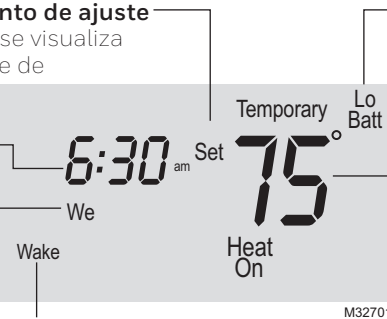 nto de ajuste
se visualiza
e de
Temporary
Lo
Batt
6:30 am
Set
75°
We
Wake
Heat
On
M3270